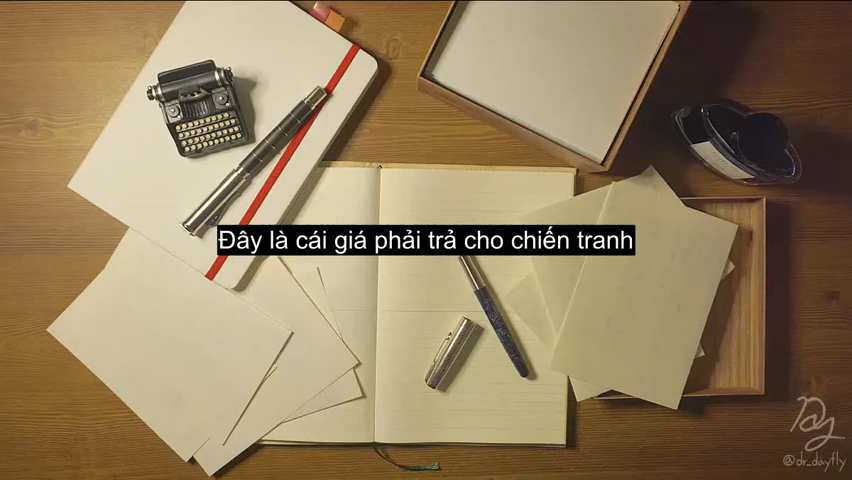 Đây là cái giá phải trả cho chiến tranh
@dr_dayfly